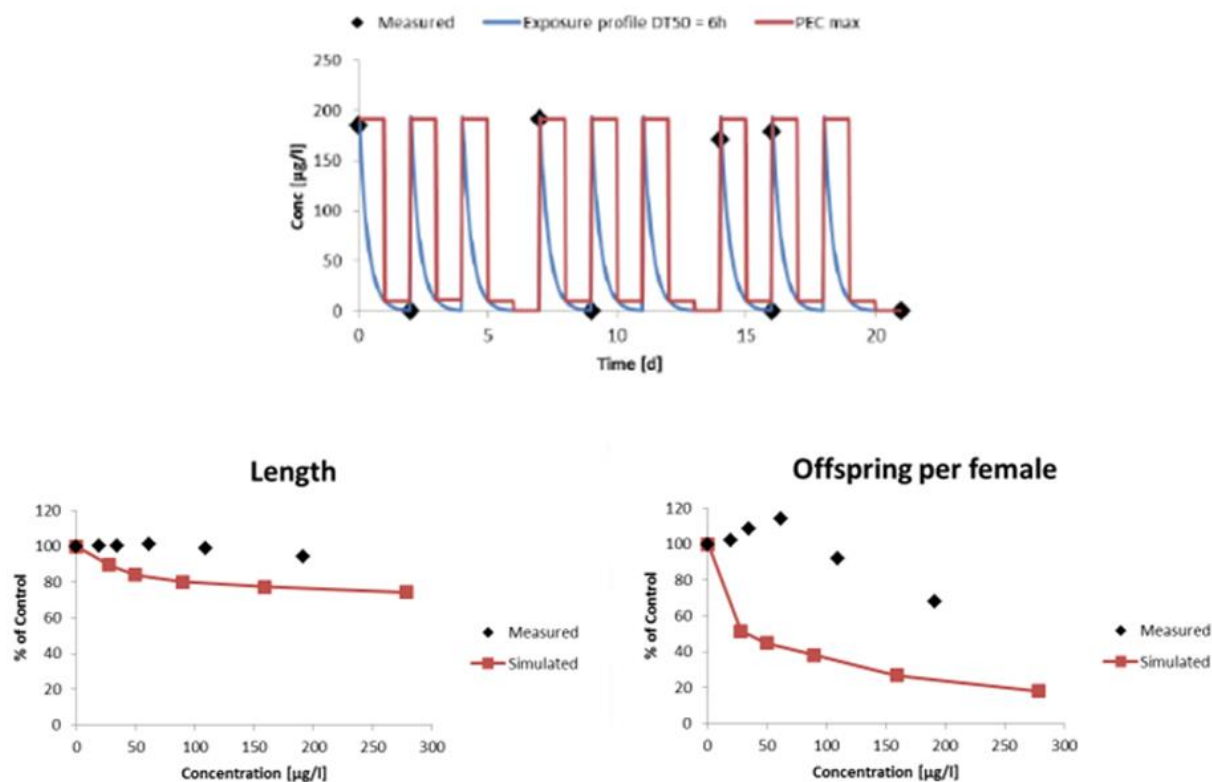 Measured Exposure profile DT50 = 6h PEC max
250
200
150
100
50
0
Conc [µg/l]
0 5 10 15 20
Time [d]
Length
120
100
80
60
40
20
0
% of Control
0 50 100 150 200 250 300
Concentration [µg/l]
Measured
Simulated
Offspring per female
120
100
80
60
40
20
0
% of Control
0 50 100 150 200 250 300
Concentration [µg/l]
Measured
Simulated